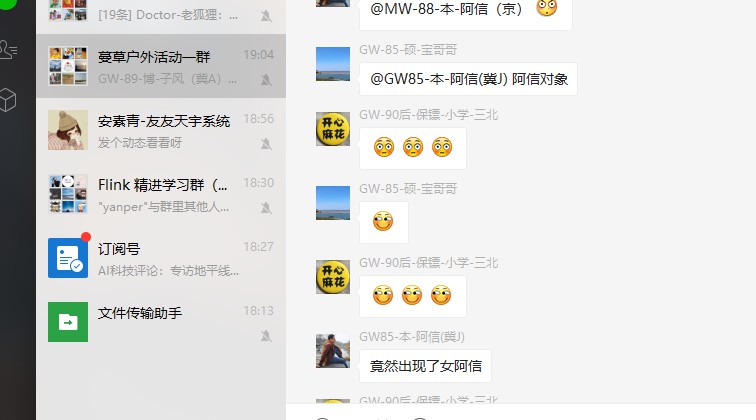 [19条] Doctor-老狐狸：...
蔓草户外活动一群 19:04
GW-89-博-子风（冀A）...
安素青-友友天宇系统 18:56
发个动态看看呀
Flink 精进学习群（... 18:30
"yanper"与群里其他人...
订阅号 18:27
AI科技评论：专访地平线...
文件传输助手 18:13
@MW-88-本-阿信（京）
GW-85-硕-宝哥哥
@GW85-本-阿信(冀J) 阿信对象
GW-90后-保镖-小学-三北
开心
麻花
GW-85-硕-宝哥哥
GW-90后-保镖-小学-三北
开心
麻花
GW85-本-阿信(冀J)
竟然出现了女阿信
GW-90后-保镖-小学-三北